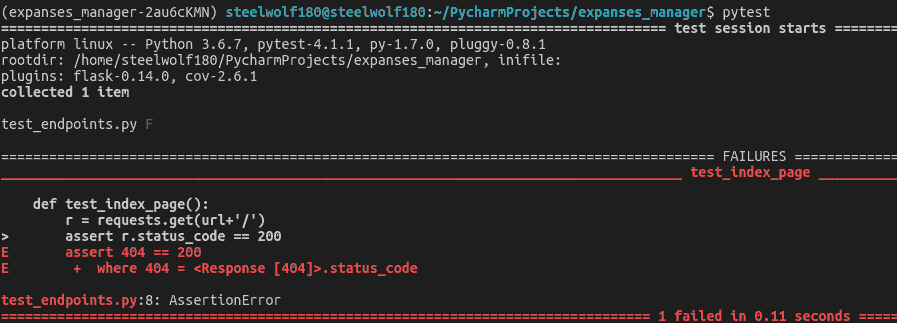 (expanses_manager-2au6cKMN) steelwolf180@steelwolf180:~/PycharmProjects/expanses_manager$ pytest
=================================================================================== test session starts ========
platform linux -- Python 3.6.7, pytest-4.1.1, py-1.7.0, pluggy-0.8.1
rootdir: /home/steelwolf180/PycharmProjects/expanses_manager, inifile:
plugins: flask-0.14.0, cov-2.6.1
collected 1 item
test_endpoints.py F
========================================================================================= FAILURES =============
_____________________________________________________________________________________ test_index_page __________
    def test_index_page():
        r = requests.get(url+'/')
>       assert r.status_code == 200
E       assert 404 == 200
E        +  where 404 = <Response [404]>.status_code
test_endpoints.py:8: AssertionError
================================================================================= 1 failed in 0.11 seconds =====